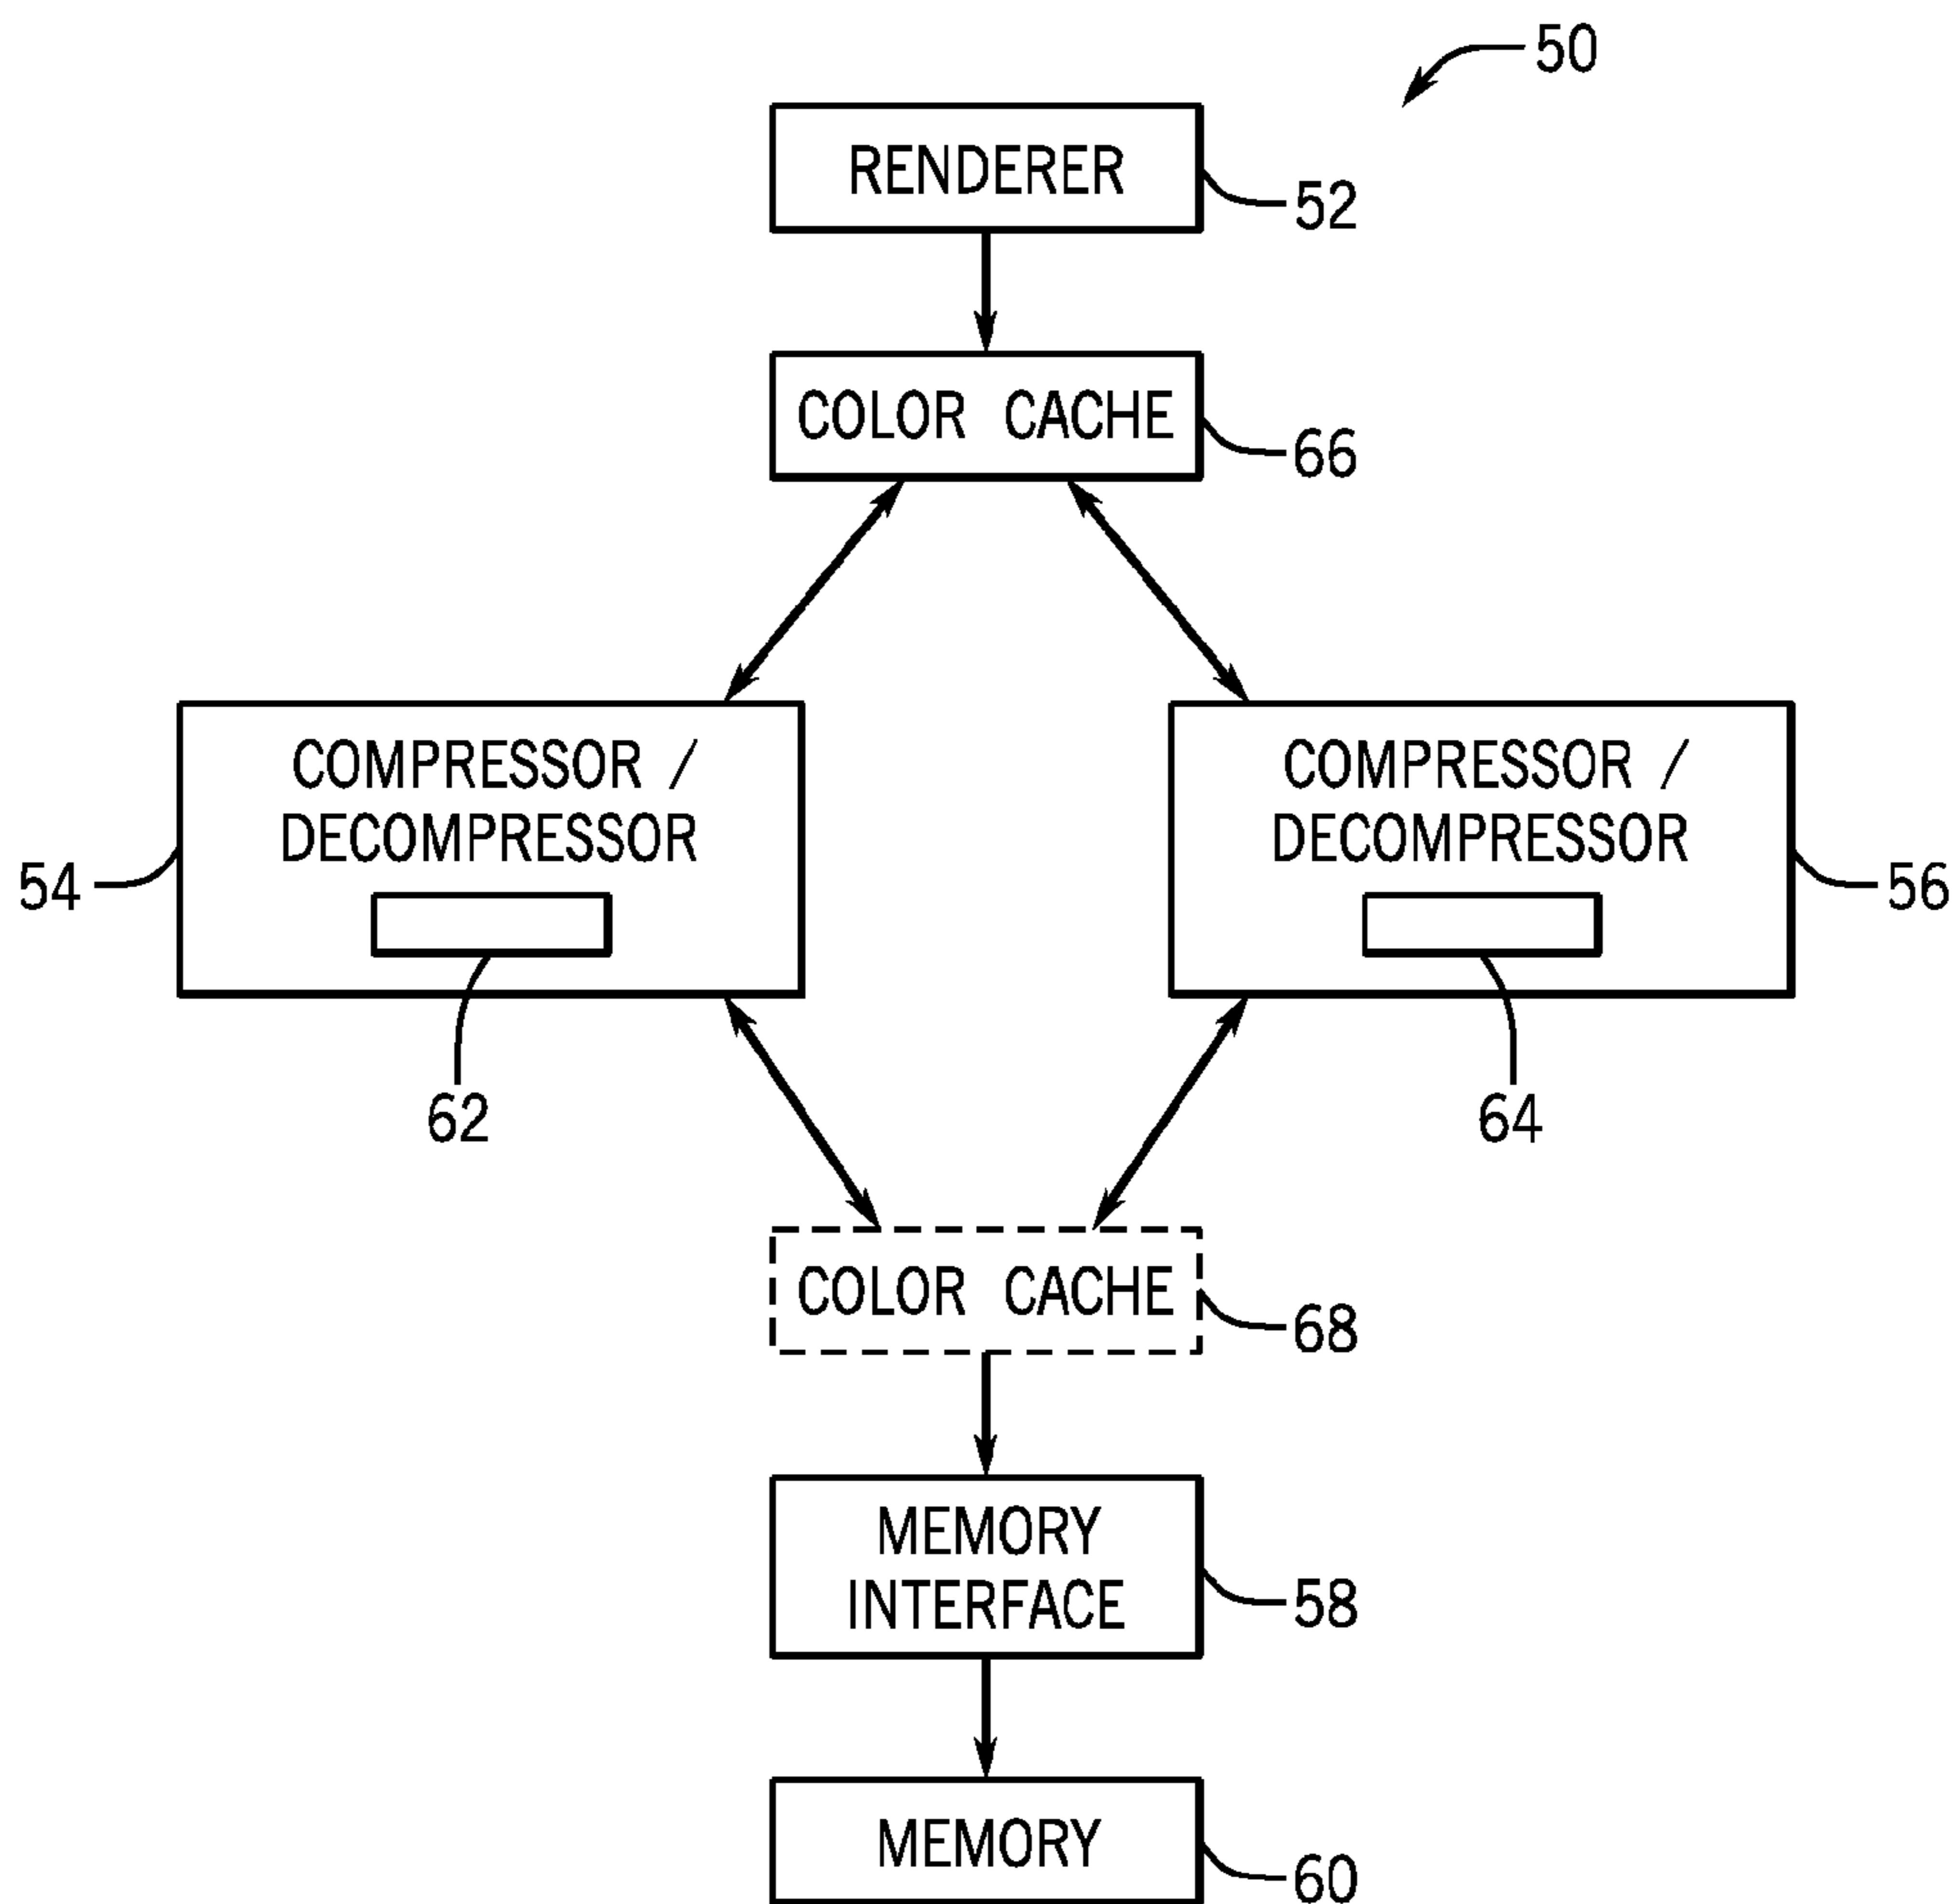 50
RENDERER
52
COLOR CACHE
66
COMPRESSOR /
DECOMPRESSOR
54
62
COMPRESSOR /
DECOMPRESSOR
56
64
COLOR CACHE
68
MEMORY
INTERFACE
58
MEMORY
60